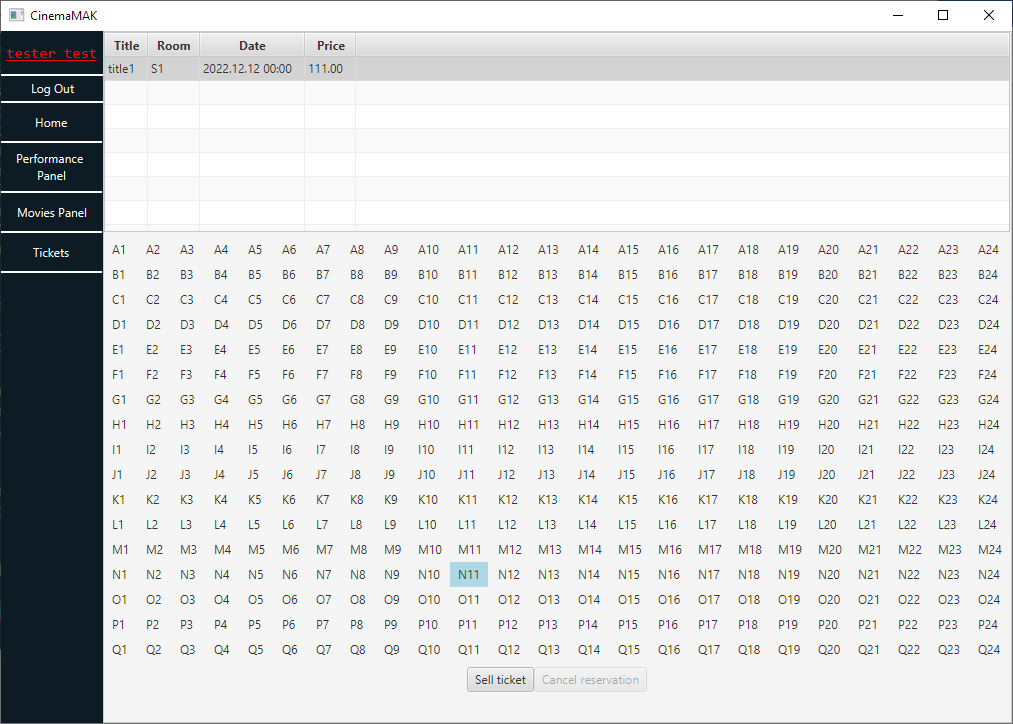 CinemaMAK
tester test
Log Out
Home
Performance
Panel
Movies Panel
Tickets
Title Room Date Price
title1 S1 2022.12.12 00:00 111.00
A1 A2 A3 A4 A5 A6 A7 A8 A9 A10 A11 A12 A13 A14 A15 A16 A17 A18 A19 A20 A21 A22 A23 A24
B1 B2 B3 B4 B5 B6 B7 B8 B9 B10 B11 B12 B13 B14 B15 B16 B17 B18 B19 B20 B21 B22 B23 B24
C1 C2 C3 C4 C5 C6 C7 C8 C9 C10 C11 C12 C13 C14 C15 C16 C17 C18 C19 C20 C21 C22 C23 C24
D1 D2 D3 D4 D5 D6 D7 D8 D9 D10 D11 D12 D13 D14 D15 D16 D17 D18 D19 D20 D21 D22 D23 D24
E1 E2 E3 E4 E5 E6 E7 E8 E9 E10 E11 E12 E13 E14 E15 E16 E17 E18 E19 E20 E21 E22 E23 E24
F1 F2 F3 F4 F5 F6 F7 F8 F9 F10 F11 F12 F13 F14 F15 F16 F17 F18 F19 F20 F21 F22 F23 F24
G1 G2 G3 G4 G5 G6 G7 G8 G9 G10 G11 G12 G13 G14 G15 G16 G17 G18 G19 G20 G21 G22 G23 G24
H1 H2 H3 H4 H5 H6 H7 H8 H9 H10 H11 H12 H13 H14 H15 H16 H17 H18 H19 H20 H21 H22 H23 H24
I1 I2 I3 I4 I5 I6 I7 I8 I9 I10 I11 I12 I13 I14 I15 I16 I17 I18 I19 I20 I21 I22 I23 I24
J1 J2 J3 J4 J5 J6 J7 J8 J9 J10 J11 J12 J13 J14 J15 J16 J17 J18 J19 J20 J21 J22 J23 J24
K1 K2 K3 K4 K5 K6 K7 K8 K9 K10 K11 K12 K13 K14 K15 K16 K17 K18 K19 K20 K21 K22 K23 K24
L1 L2 L3 L4 L5 L6 L7 L8 L9 L10 L11 L12 L13 L14 L15 L16 L17 L18 L19 L20 L21 L22 L23 L24
M1 M2 M3 M4 M5 M6 M7 M8 M9 M10 M11 M12 M13 M14 M15 M16 M17 M18 M19 M20 M21 M22 M23 M24
N1 N2 N3 N4 N5 N6 N7 N8 N9 N10 N11 N12 N13 N14 N15 N16 N17 N18 N19 N20 N21 N22 N23 N24
O1 O2 O3 O4 O5 O6 O7 O8 O9 O10 O11 O12 O13 O14 O15 O16 O17 O18 O19 O20 O21 O22 O23 O24
P1 P2 P3 P4 P5 P6 P7 P8 P9 P10 P11 P12 P13 P14 P15 P16 P17 P18 P19 P20 P21 P22 P23 P24
Q1 Q2 Q3 Q4 Q5 Q6 Q7 Q8 Q9 Q10 Q11 Q12 Q13 Q14 Q15 Q16 Q17 Q18 Q19 Q20 Q21 Q22 Q23 Q24
Sell ticket Cancel reservation